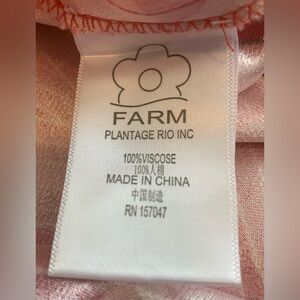 FARM
PLANTAGE RIO INC
100%VISCOSE
100%人棉
MADE IN CHINA
中国制造
RN 157047